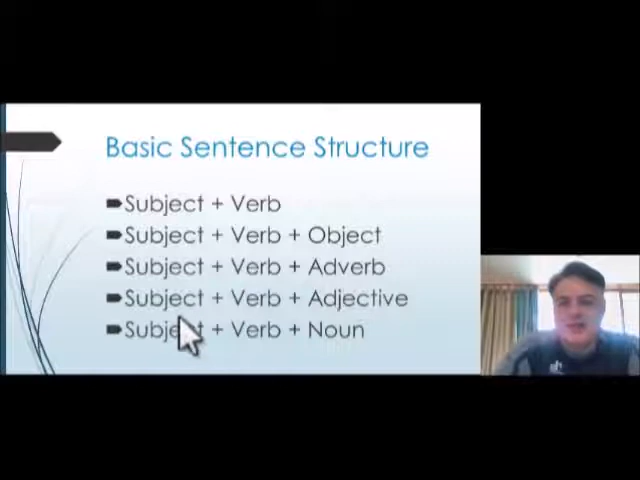 Basic Sentence Structure
Subject + Verb
Subject + Verb + Object
Subject + Verb + Adverb
Subject + Verb + Adjective
Subject + Verb + Noun